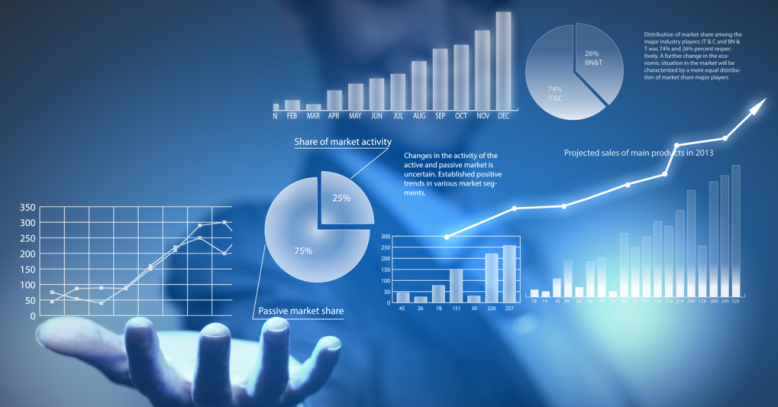 N FEB MAR APR MAY JUN JUL AUG SEP OCT NOV DEC
26%
BN&T
74%
IT&C
Distribution of market share among the
major industry players: IT & C and BN &
T was 74% and 26% percent respec-
tively. A further change in the eco-
nomic situation in the market will be
characterized by a more equal distribu-
tion of market share major players
Share of market activity
25%
75%
Passive market share
Changes in the activity of the
active and passive market is
uncertain. Established positive
trends in various market seg-
ments.
Projected sales of main products in 2013
350
300
250
200
150
100
50
0
300
250
200
150
100
50
0
45 26 78 151 30 220 257